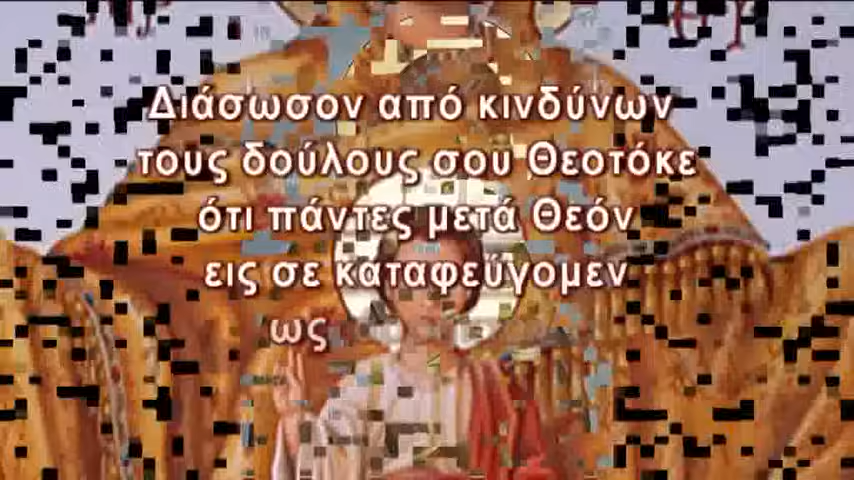 Διάσωσον από κινδύνων
τους δούλους σου Θεοτόκε
ότι πάντες μετά Θεόν
εις σε καταφεύγομεν
ως